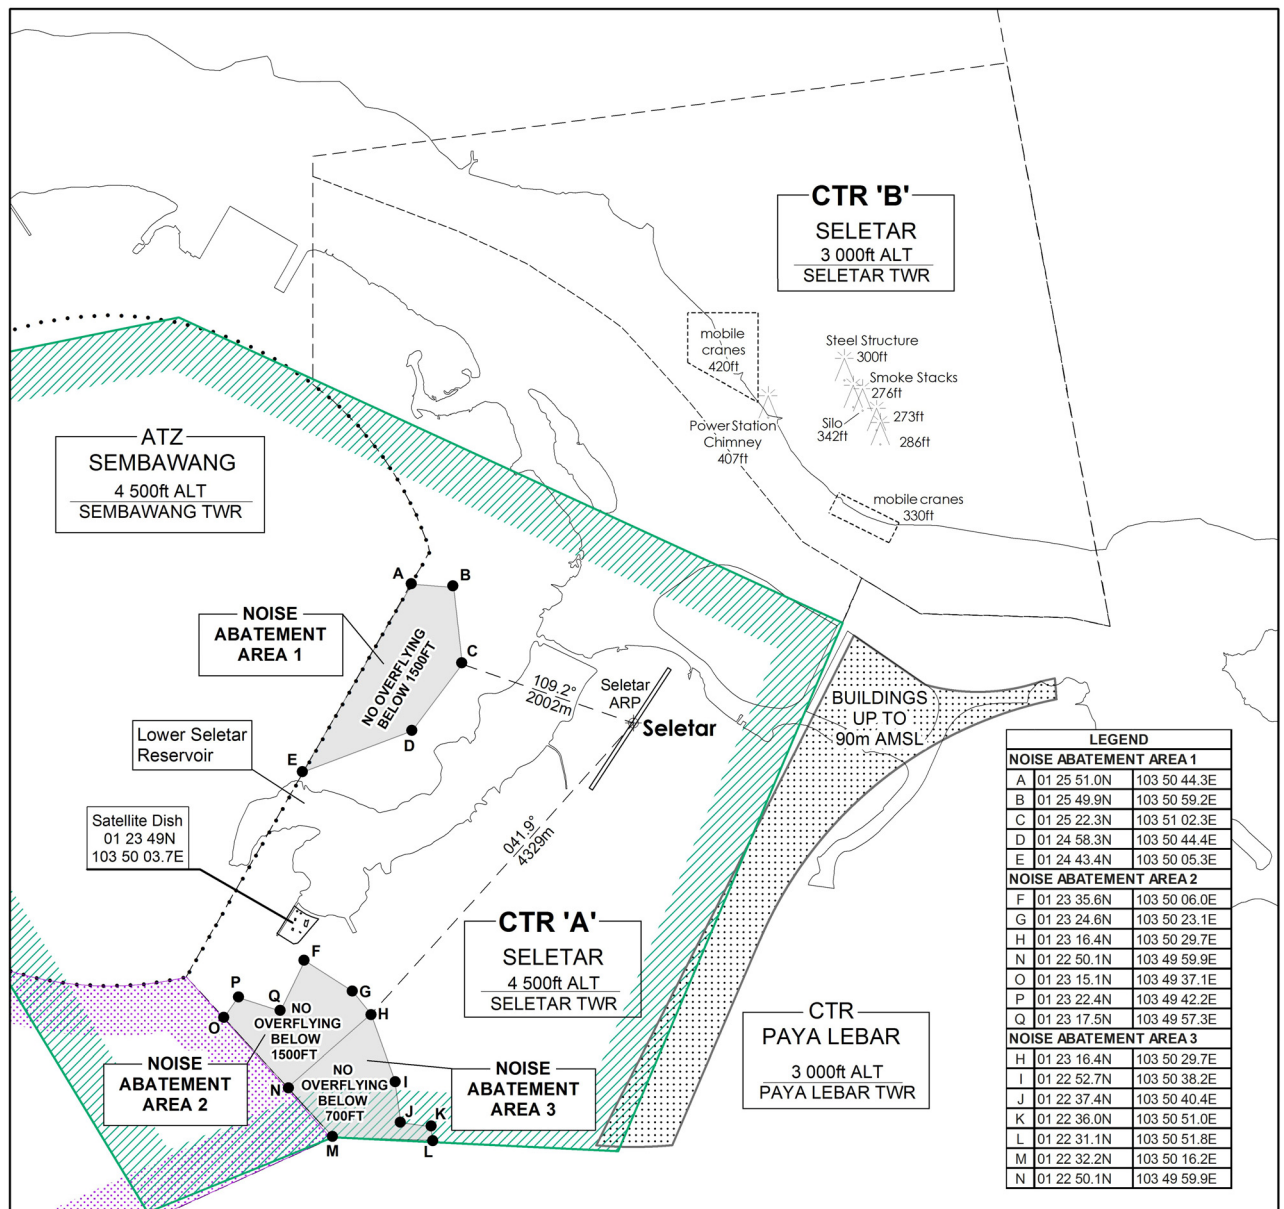 CTR 'B'
SELETAR
3 000ft ALT
SELETAR TWR
mobile
cranes
420ft
Steel Structure
300ft
Smoke Stacks
276ft
273ft
Silo
342ft
286ft
Power Station
Chimney
407ft
mobile cranes
330ft
ATZ
SEMBAWANG
4 500ft ALT
SEMBAWANG TWR
A
B
C
D
E
NOISE
ABATEMENT
AREA 1
NO OVERFLYING
BELOW 1500FT
109.2°
2002m
Seletar
ARP
Seletar
BUILDINGS
UP TO
90m AMSL
Lower Seletar
Reservoir
Satellite Dish
01 23 49N
103 50 03.7E
041.9°
4329m
CTR 'A'
SELETAR
4 500ft ALT
SELETAR TWR
F
G
H
P
Q
O
NO
OVERFLYING
BELOW
1500FT
NOISE
ABATEMENT
AREA 2
N
NO
OVERFLYING
BELOW
700FT
I
J
K
L
M
NOISE
ABATEMENT
AREA 3
CTR
PAYA LEBAR
3 000ft ALT
PAYA LEBAR TWR
LEGEND
NOISE ABATEMENT AREA 1
A 01 25 51.0N 103 50 44.3E
B 01 25 49.9N 103 50 59.2E
C 01 25 22.3N 103 51 02.3E
D 01 24 58.3N 103 50 44.4E
E 01 24 43.4N 103 50 05.3E
NOISE ABATEMENT AREA 2
F 01 23 35.6N 103 50 06.0E
G 01 23 24.6N 103 50 23.1E
H 01 23 16.4N 103 50 29.7E
N 01 22 50.1N 103 49 59.9E
O 01 23 15.1N 103 49 37.1E
P 01 23 22.4N 103 49 42.2E
Q 01 23 17.5N 103 49 57.3E
NOISE ABATEMENT AREA 3
H 01 23 16.4N 103 50 29.7E
I 01 22 52.7N 103 50 38.2E
J 01 22 37.4N 103 50 40.4E
K 01 22 36.0N 103 50 51.0E
L 01 22 31.1N 103 50 51.8E
M 01 22 32.2N 103 50 16.2E
N 01 22 50.1N 103 49 59.9E